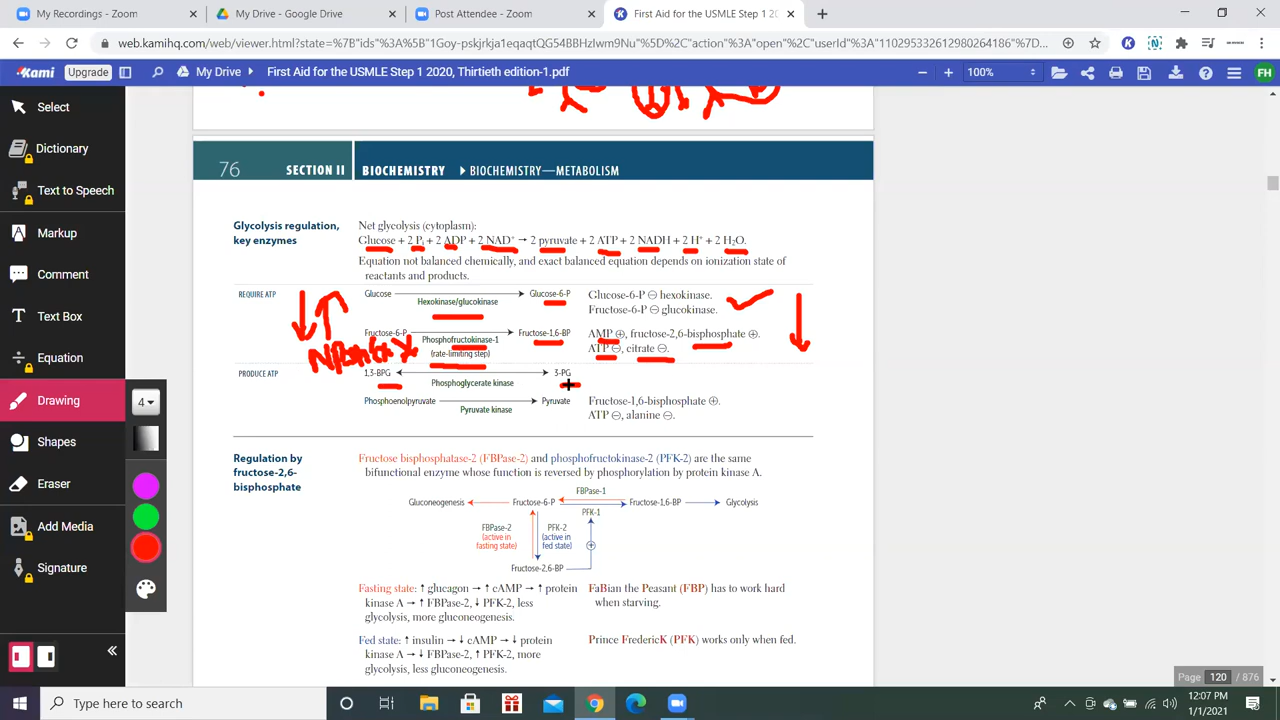 My Recordings - Zoom
My Drive - Google Drive
Post Attendee - Zoom
First Aid for the USMLE Step 1 20
web.kamihq.com/web/viewer.html?state=%7B"ids"%3A%5B"1Goy-pskjrkja1eqaqtQG54BBHzlwm9Nu"%5D%2C"action"%3A"open"%2C"userId"%3A"110295332612980264186"%7D...
Kami
Upgrade
My Drive
First Aid for the USMLE Step 1 2020, Thirtieth edition-1.pdf
100%
FH
Select
Dictionary
Text to Speech
Markup
Comment
Text Box
Equation
Drawing
4
Shapes
Eraser
Add Media
Signature
76 SECTION II BIOCHEMISTRY ▶ BIOCHEMISTRY—METABOLISM
Glycolysis regulation, key enzymes
Net glycolysis (cytoplasm):
Glucose + 2 Pi + 2 ADP + 2 NAD+ → 2 pyruvate + 2 ATP + 2 NADH + 2 H+ + 2 H2O.
Equation not balanced chemically, and exact balanced equation depends on ionization state of
reactants and products.
REQUIRE ATP
Glucose → Glucose-6-P
Hexokinase/glucokinase
Glucose-6-P ⊖ hexokinase.
Fructose-6-P ⊖ glucokinase.
Fructose-6-P → Fructose-1,6-BP
Phosphofructokinase-1
(rate-limiting step)
AMP ⊕, fructose-2,6-bisphosphate ⊕.
ATP ⊖, citrate ⊖.
PRODUCE ATP
1,3-BPG ↔ 3-PG
Phosphoglycerate kinase
Phosphoenolpyruvate → Pyruvate
Pyruvate kinase
Fructose-1,6-bisphosphate ⊕.
ATP ⊖, alanine ⊖.
Regulation by
fructose-2,6-
bisphosphate
Fructose bisphosphatase-2 (FBPase-2) and phosphofructokinase-2 (PFK-2) are the same
bifunctional enzyme whose function is reversed by phosphorylation by protein kinase A.
FBPase-1
Gluconeogenesis ← Fructose-6-P Fructose-1,6-BP → Glycolysis
PFK-1
FBPase-2
(active in
fasting state)
PFK-2
(active in
fed state)
Fructose-2,6-BP
Fasting state: ↑ glucagon → ↑ cAMP → ↑ protein
kinase A → ↑ FBPase-2, ↓ PFK-2, less
glycolysis, more gluconeogenesis.
FaBian the Peasant (FBP) has to work hard
when starving.
Fed state: ↑ insulin → ↓ cAMP → ↓ protein
kinase A → ↓ FBPase-2, ↑ PFK-2, more
glycolysis, less gluconeogenesis.
Prince FredericK (PFK) works only when fed.
Page 120 / 876
Type here to search
12:07 PM
1/1/2021